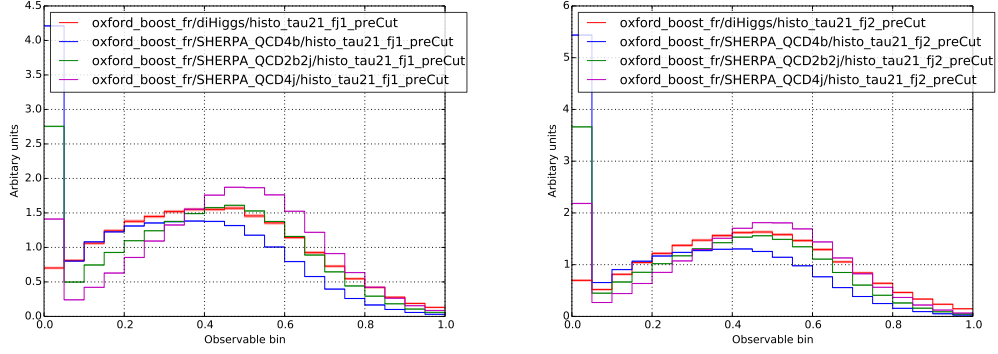 4.5
4.0
3.5
3.0
2.5
2.0
1.5
1.0
0.5
0.0
Arbitary units
oxford_boost_fr/diHiggs/histo_tau21_fj1_preCut
oxford_boost_fr/SHERPA_QCD4b/histo_tau21_fj1_preCut
oxford_boost_fr/SHERPA_QCD2b2j/histo_tau21_fj1_preCut
oxford_boost_fr/SHERPA_QCD4j/histo_tau21_fj1_preCut
0.0 0.2 0.4 0.6 0.8 1.0
Observable bin
6
5
4
3
2
1
0
Arbitary units
oxford_boost_fr/diHiggs/histo_tau21_fj2_preCut
oxford_boost_fr/SHERPA_QCD4b/histo_tau21_fj2_preCut
oxford_boost_fr/SHERPA_QCD2b2j/histo_tau21_fj2_preCut
oxford_boost_fr/SHERPA_QCD4j/histo_tau21_fj2_preCut
0.0 0.2 0.4 0.6 0.8 1.0
Observable bin